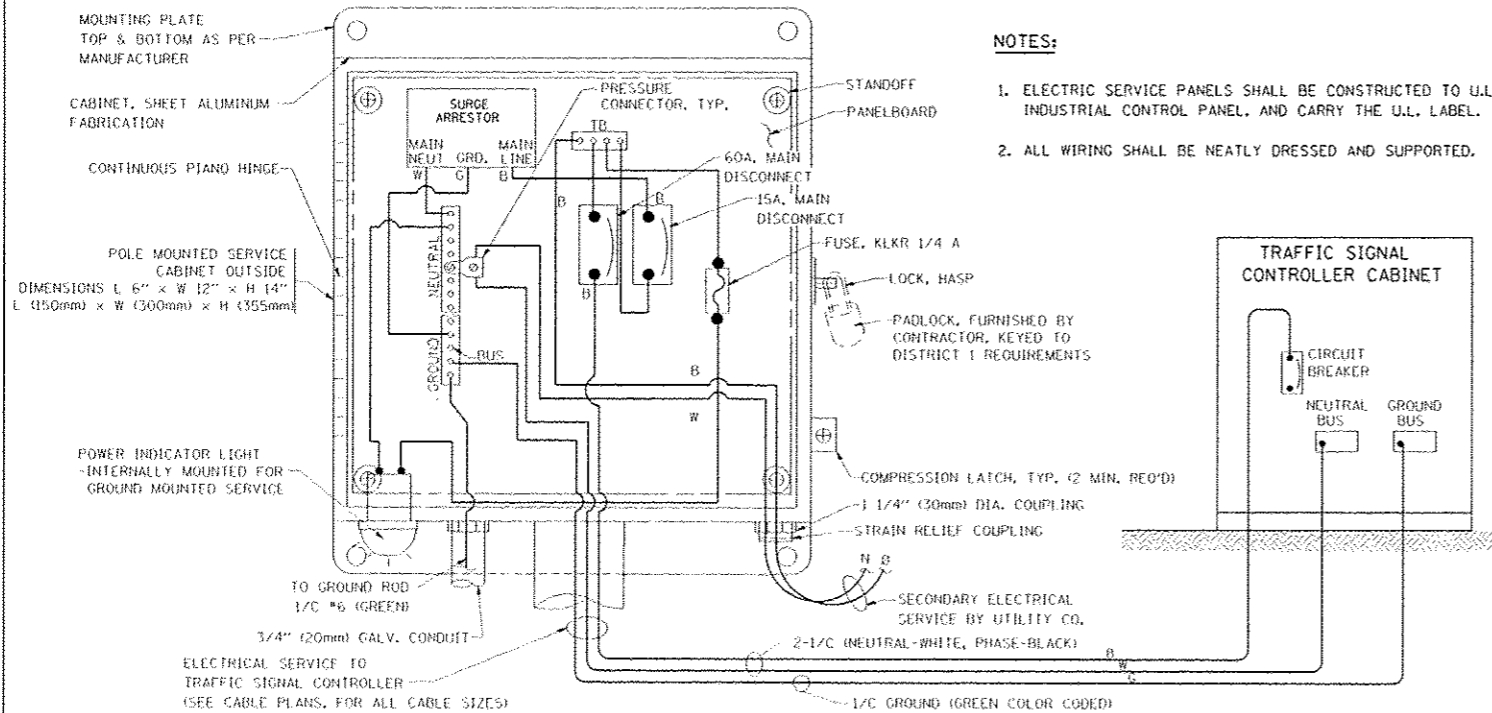 MOUNTING PLATE
TOP & BOTTOM AS PER
MANUFACTURER
CABINET, SHEET ALUMINUM
FABRICATION
CONTINUOUS PIANO HINGE
POLE MOUNTED SERVICE
CABINET OUTSIDE
DIMENSIONS L 6" x W 12" x H 14"
L (150mm) x W (300mm) x H (355mm)
POWER INDICATOR LIGHT
-INTERNALLY MOUNTED FOR
GROUND MOUNTED SERVICE
SURGE
ARRESTOR
MAIN
NEUT
GRD.
MAIN
LINE
W
G
B
PRESSURE
CONNECTOR, TYP.
TB
STANDOFF
PANELBOARD
60A, MAIN
DISCONNECT
15A, MAIN
DISCONNECT
B
B
B
FUSE, KLKR 1/4 A
NEUTRAL
GROUND
BUS
LOCK, HASP
PADLOCK, FURNISHED BY
CONTRACTOR, KEYED TO
DISTRICT 1 REQUIREMENTS
B
W
COMPRESSION LATCH, TYP. (2 MIN. REQ'D)
1 1/4" (30mm) DIA. COUPLING
STRAIN RELIEF COUPLING
N B
SECONDARY ELECTRICAL
SERVICE BY UTILITY CO.
TO GROUND ROD
1/C #6 (GREEN)
3/4" (20mm) GALV. CONDUIT
ELECTRICAL SERVICE TO
TRAFFIC SIGNAL CONTROLLER
(SEE CABLE PLANS, FOR ALL CABLE SIZES)
2-1/C (NEUTRAL-WHITE, PHASE-BLACK)
B
W
G
1/C GROUND (GREEN COLOR CODED)
NOTES:
1. ELECTRIC SERVICE PANELS SHALL BE CONSTRUCTED TO U.L
INDUSTRIAL CONTROL PANEL, AND CARRY THE U.L. LABEL.
2. ALL WIRING SHALL BE NEATLY DRESSED AND SUPPORTED.
TRAFFIC SIGNAL
CONTROLLER CABINET
CIRCUIT
BREAKER
NEUTRAL
BUS
GROUND
BUS